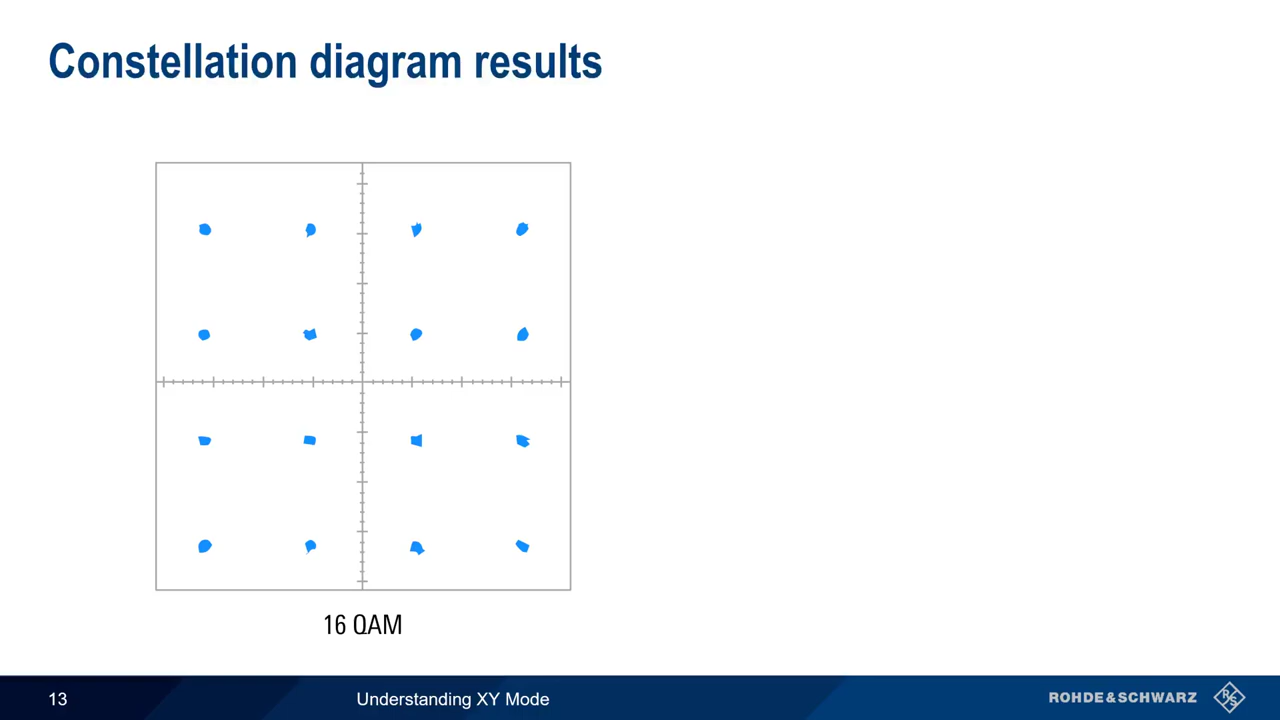 Constellation diagram results
16 QAM
13
Understanding XY Mode
ROHDE & SCHWARZ
R S